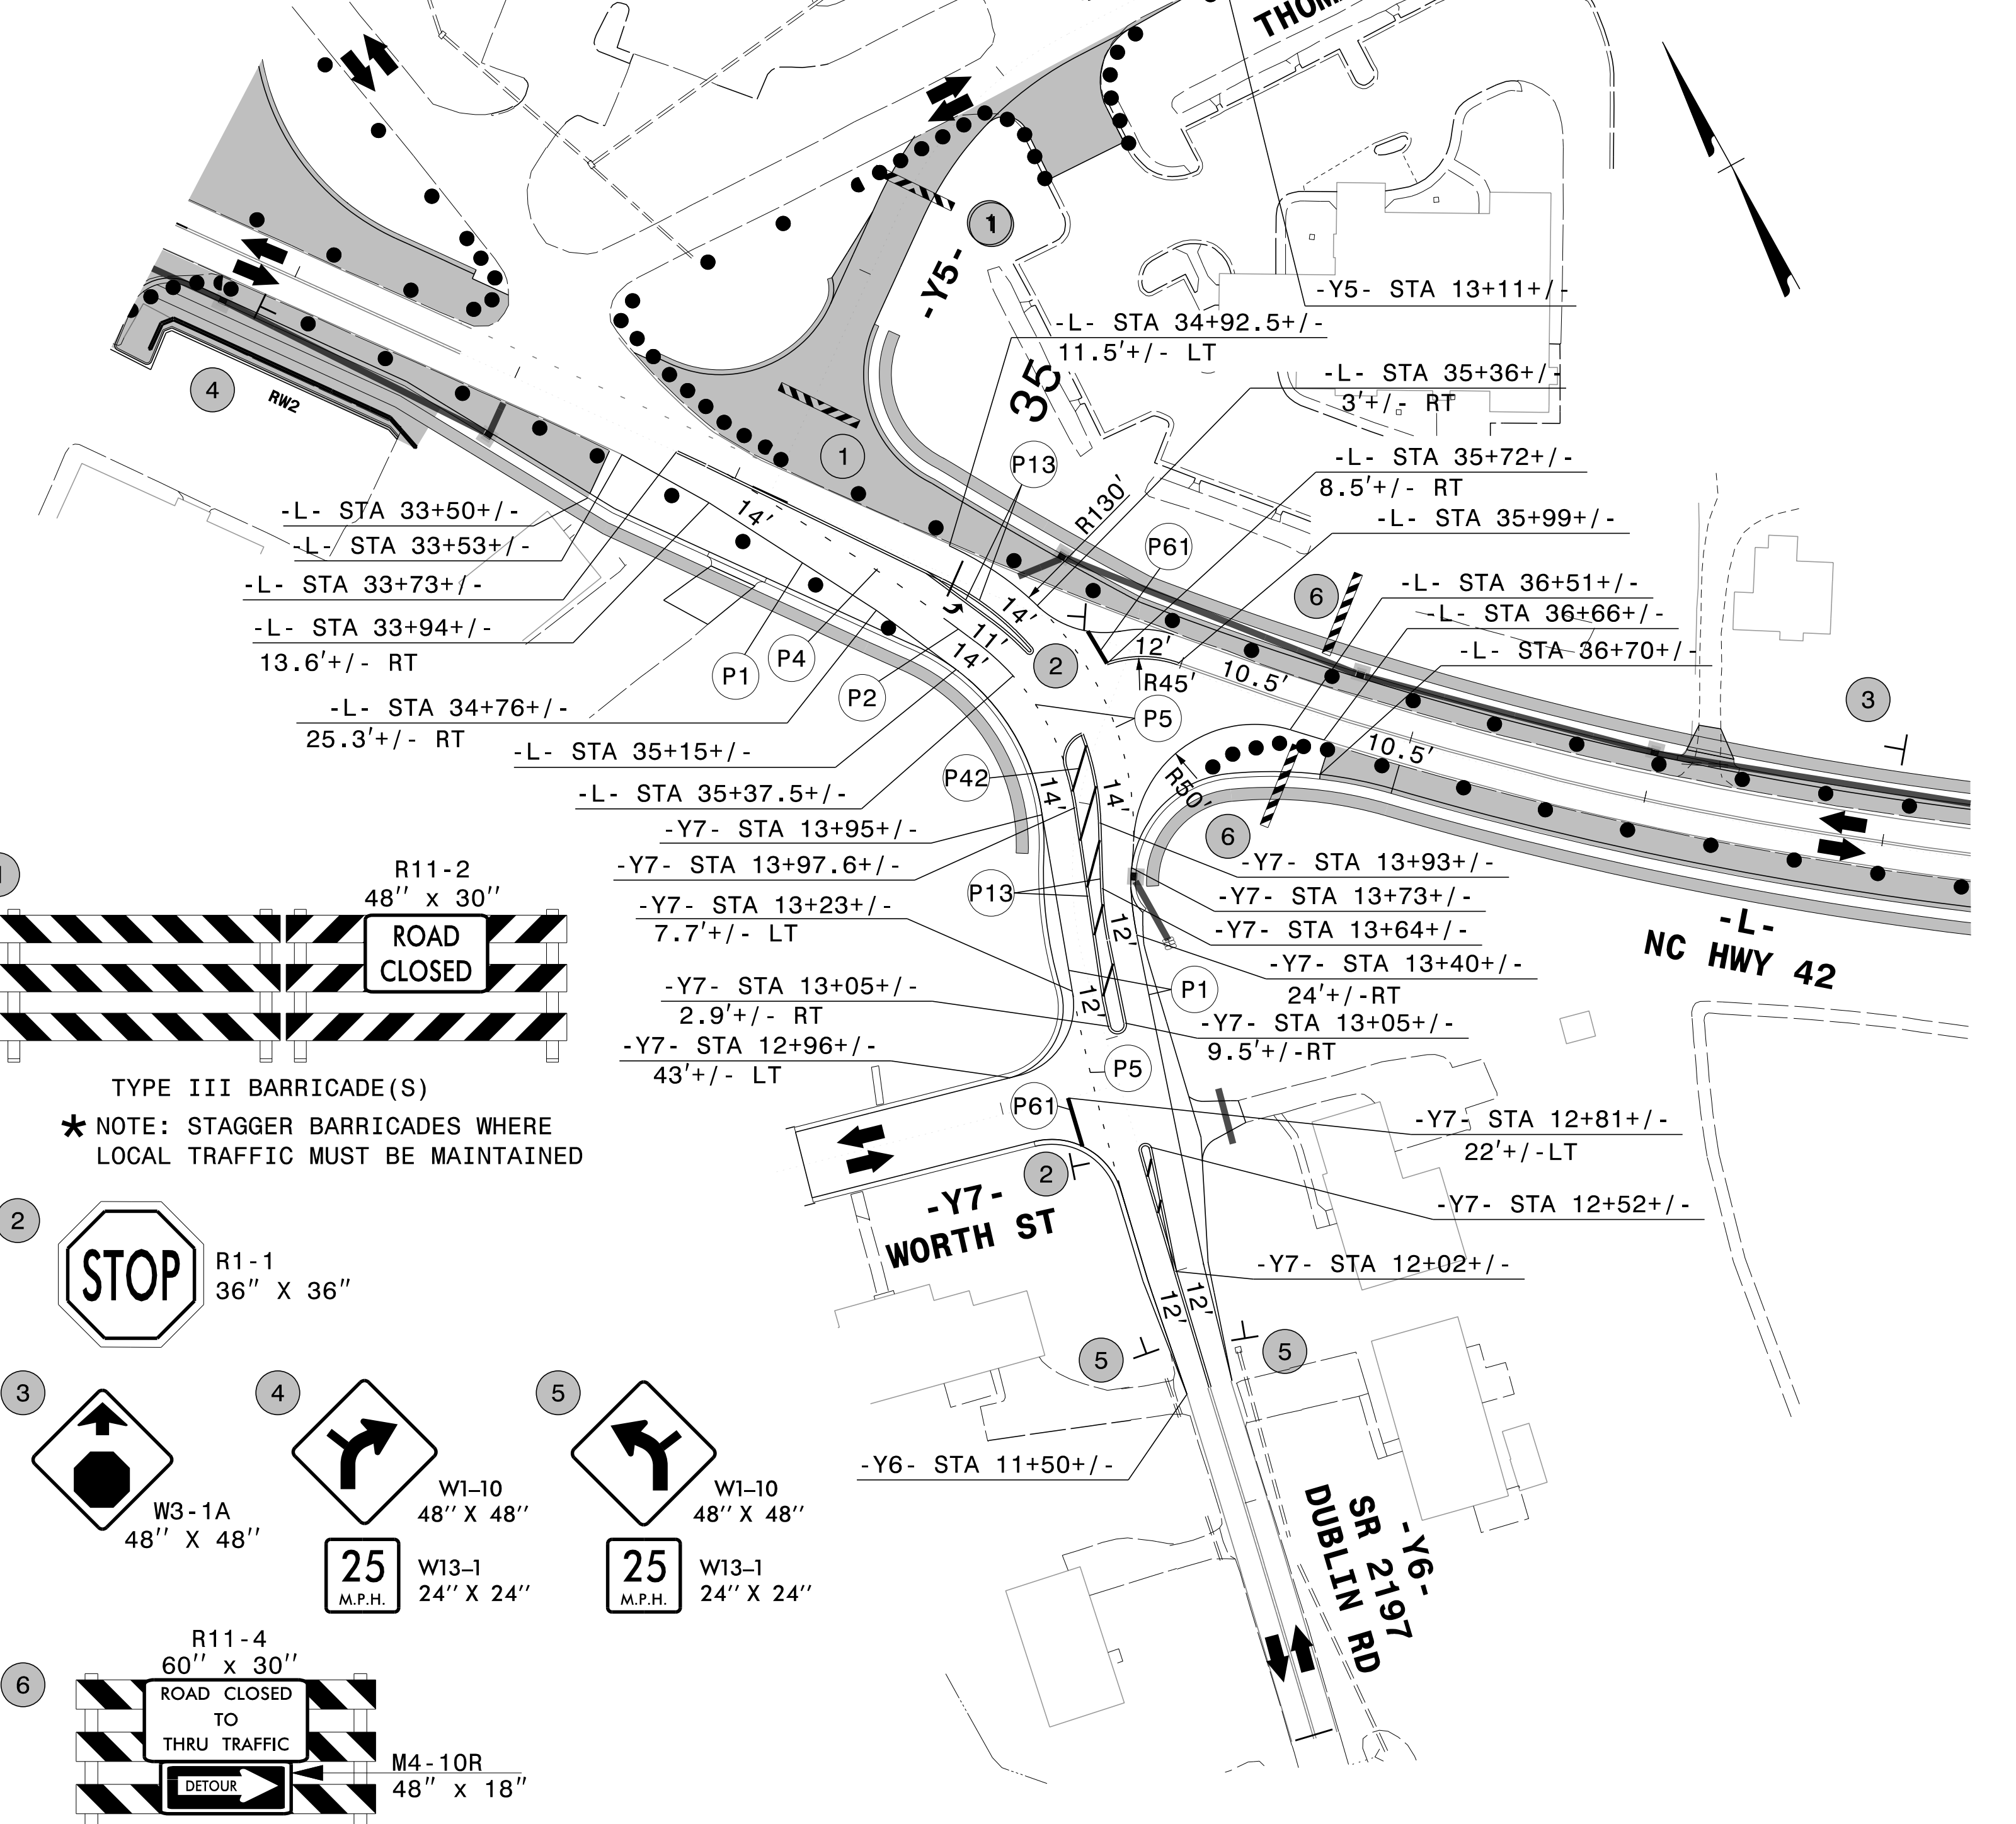 THOM
-Y5-
1
-Y5- STA 13+11+/-
-L- STA 34+92.5+/-
11.5'+/- LT
35
-L- STA 35+36+/-
3'+/- RT
4
RW2
1
P13
R130'
-L- STA 35+72+/-
8.5'+/- RT
-L- STA 33+50+/-
14'
-L- STA 35+99+/-
-L- STA 33+53+/-
P61
-L- STA 33+73+/-
6
-L- STA 36+51+/-
14'
-L- STA 36+66+/-
-L- STA 33+94+/-
13.6'+/- RT
11'
14'
12'
-L- STA 36+70+/-
P1
P4
P2
2
R45'
10.5'
3
-L- STA 34+76+/-
25.3'+/- RT
P5
-L- STA 35+15+/-
10.5'
P42
14'
14'
R50'
-L- STA 35+37.5+/-
-Y7- STA 13+95+/-
6
-Y7- STA 13+97.6+/-
-Y7- STA 13+93+/-
P13
-Y7- STA 13+73+/-
-Y7- STA 13+23+/-
7.7'+/- LT
12'
-Y7- STA 13+64+/-
-L-
NC HWY 42
-Y7- STA 13+40+/-
24'+/-RT
-Y7- STA 13+05+/-
2.9'+/- RT
12'
P1
-Y7- STA 13+05+/-
9.5'+/-RT
-Y7- STA 12+96+/-
43'+/- LT
P5
P61
-Y7- STA 12+81+/-
22'+/-LT
2
-Y7-
WORTH ST
-Y7- STA 12+52+/-
-Y7- STA 12+02+/-
12'
12'
5
5
-Y6- STA 11+50+/-
-Y6-
SR 2197
DUBLIN RD
R11-2
48" x 30"
ROAD
CLOSED
TYPE III BARRICADE(S)
* NOTE: STAGGER BARRICADES WHERE
LOCAL TRAFFIC MUST BE MAINTAINED
2
STOP
R1-1
36" X 36"
3
W3-1A
48" X 48"
4
W1-10
48" X 48"
25
M.P.H.
W13-1
24" X 24"
5
W1-10
48" X 48"
25
M.P.H.
W13-1
24" X 24"
6
R11-4
60" x 30"
ROAD CLOSED
TO
THRU TRAFFIC
DETOUR
M4-10R
48" x 18"